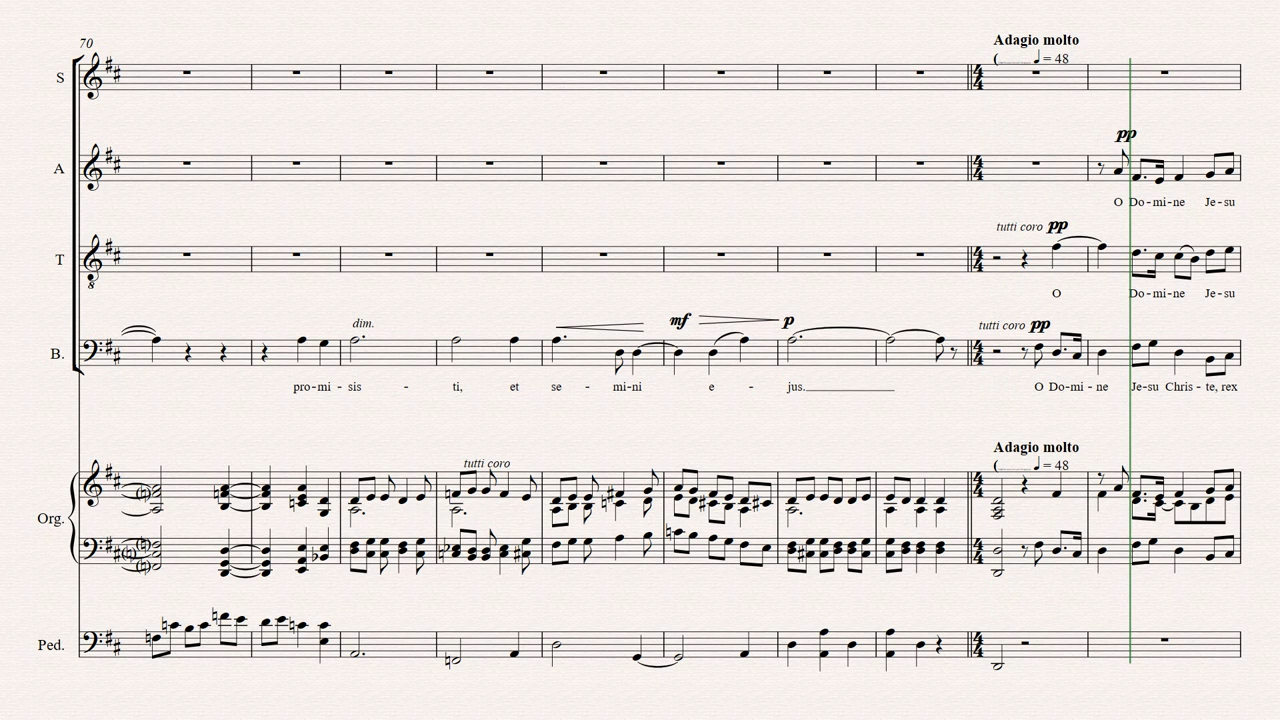 70
Adagio molto
( = 48
S
pp
A
O Do-mi-ne Je-su
tutti coro pp
T
8
O Do-mi-ne Je-su
dim. mf p tutti coro pp
B.
pro-mi-sis - ti, et se - mi-ni e - jus. O Do-mi-ne Je-su Chris-te, rex
Adagio molto
tutti coro ( = 48
Org.
Ped.